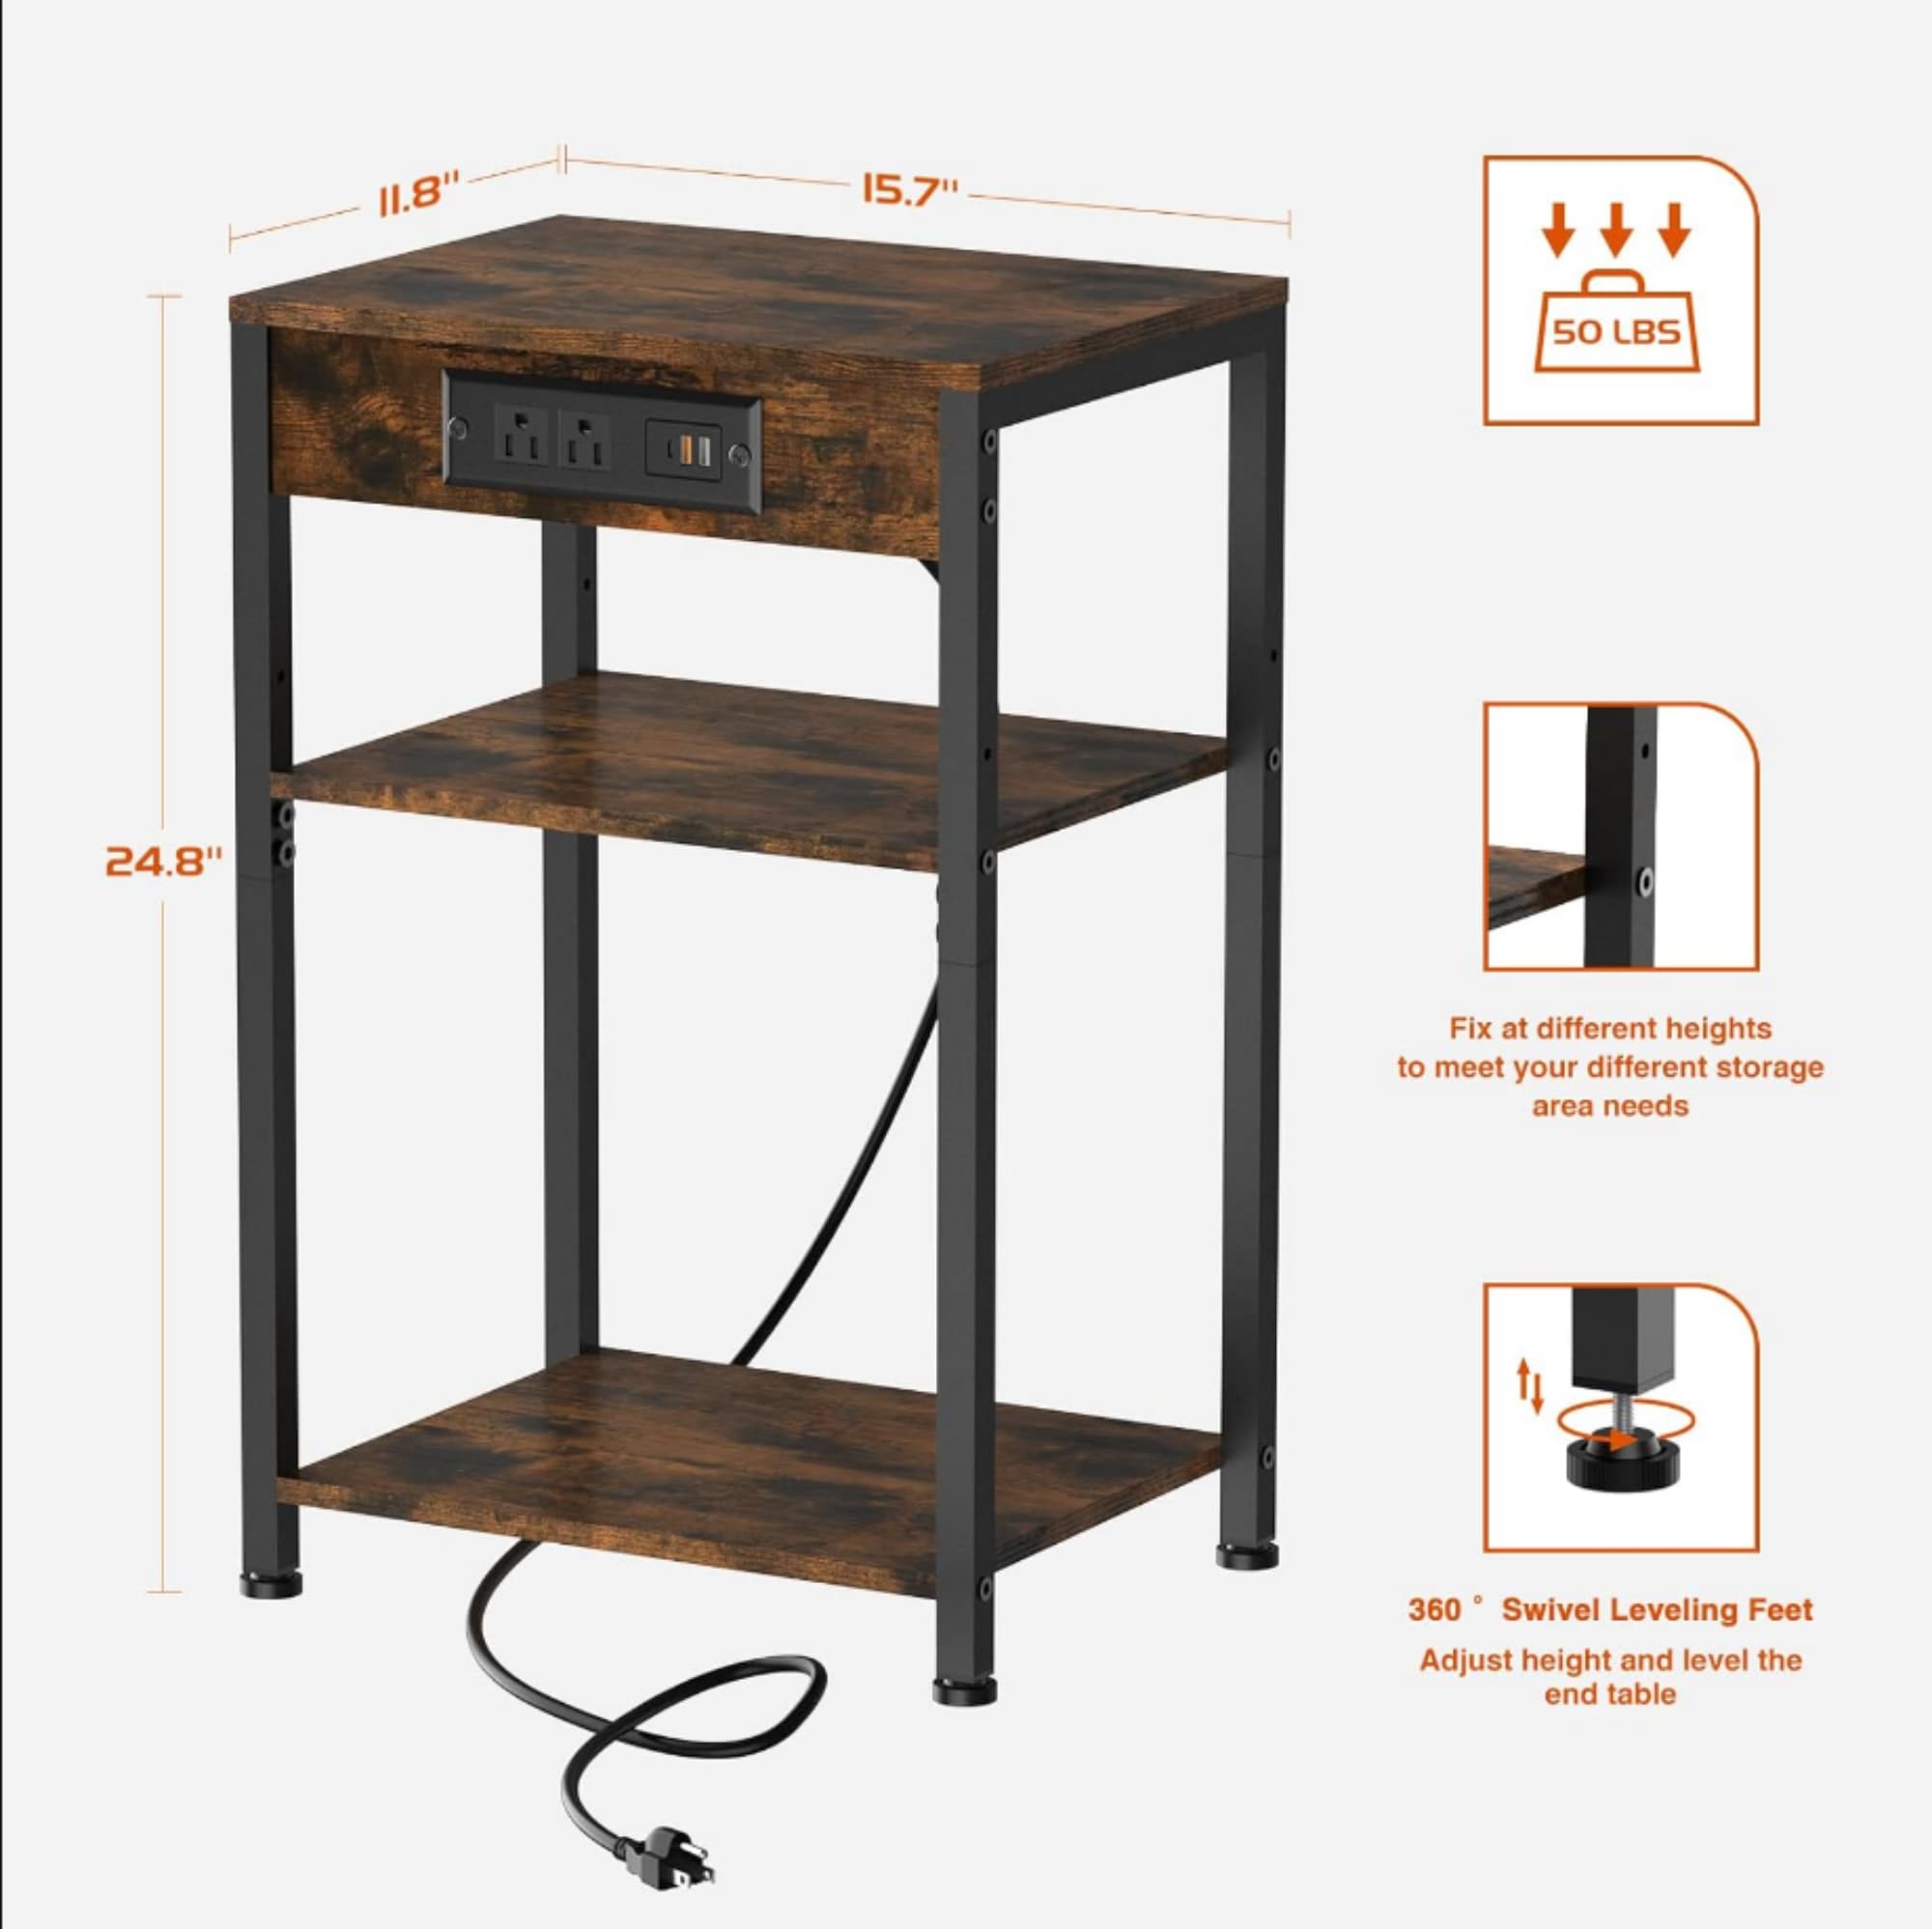 11.8"
15.7"
24.8"
50 LBS
Fix at different heights
to meet your different storage
area needs
360 ° Swivel Leveling Feet
Adjust height and level the
end table